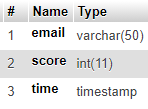 # Name Type
1 email varchar(50)
2 score int(11)
3 time timestamp